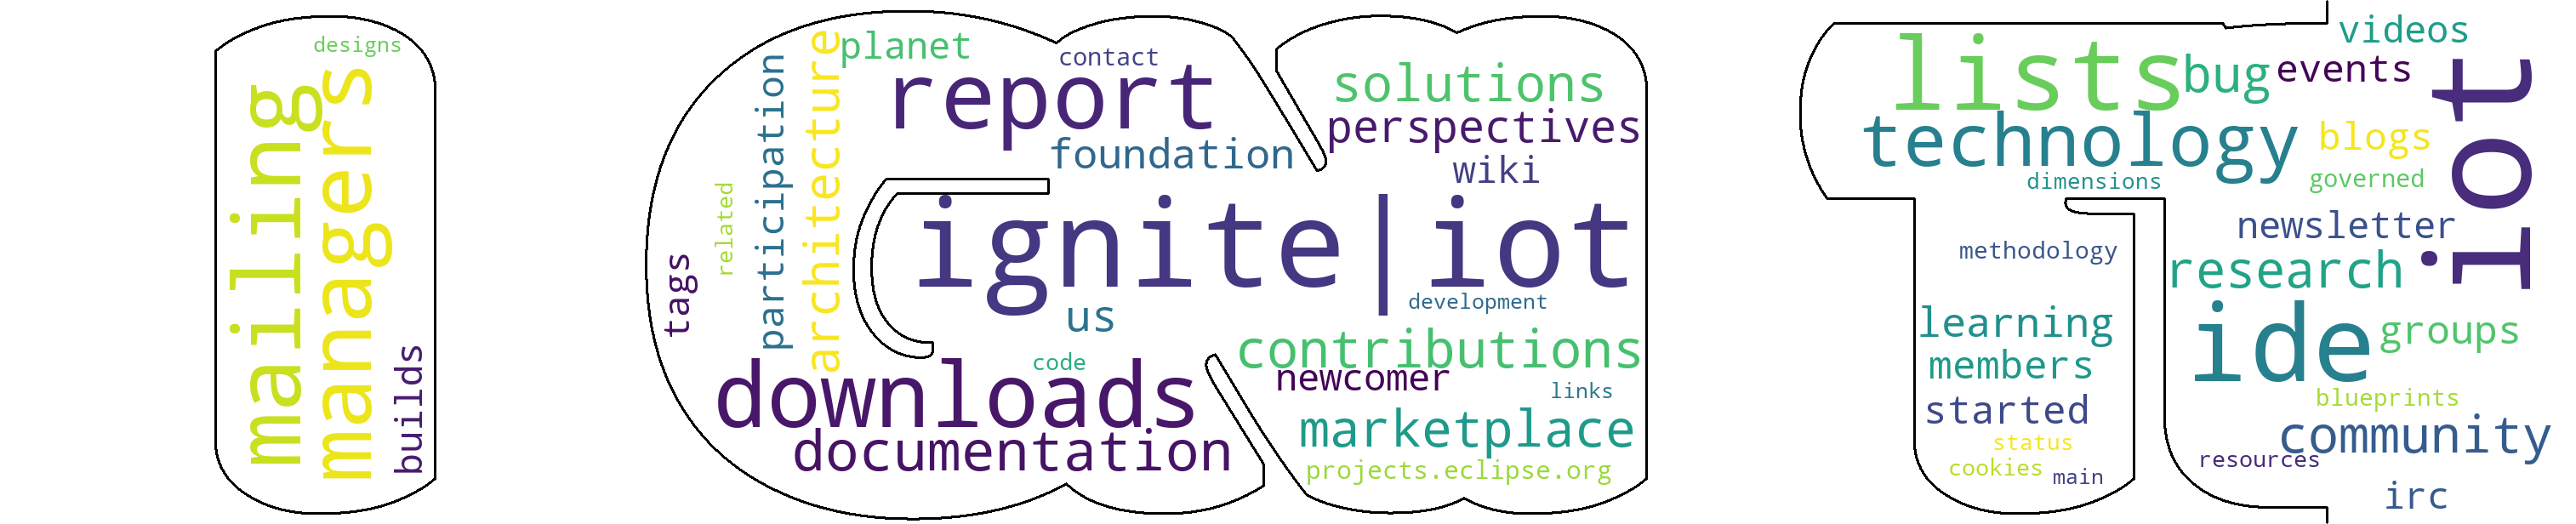 designs
mailing
managers
builds
planet
contact
report
architecture
participation
related
tags
foundation
solutions
perspectives
wiki
ignite|iot
us
development
code
contributions
downloads
newcomer
links
documentation
marketplace
projects.eclipse.org
lists
bug
videos
events
technology
blogs
iot
dimensions
governed
newsletter
methodology
research
learning
ide
groups
members
blueprints
started
community
status
cookies
main
resources
irc